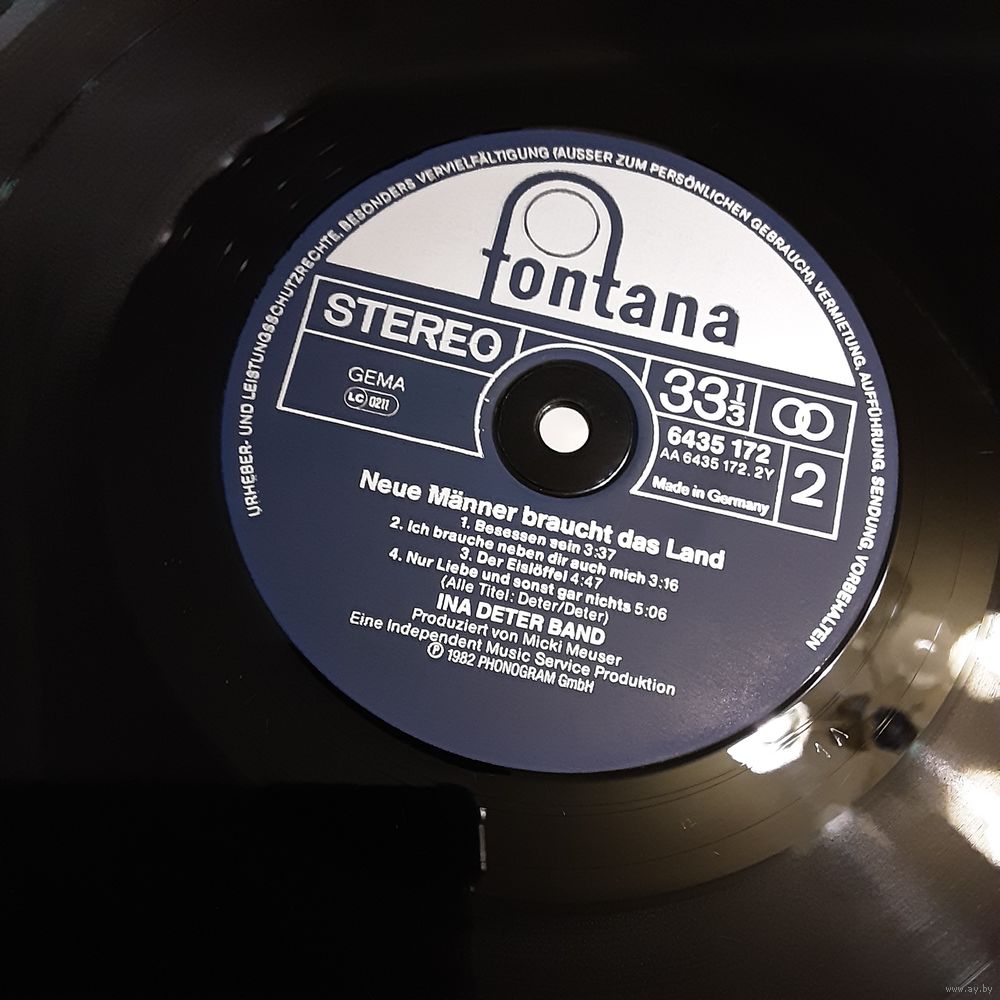 URHEBER- UND LEISTUNGSSCHUTZRECHTE, BESONDERS VERVIELFÄLTIGUNG (AUSSER ZUM PERSÖNLICHEN GEBRAUCH), VERMIETUNG, AUFFÜHRUNG, SENDUNG, VORBEHALTEN
fontana
STEREO
GEMA
LC 0211
33 1/3
6435 172
AA 6435 172. 2Y
Made in Germany
2
Neue Männer braucht das Land
1. Besessen sein 3:37
2. Ich brauche neben dir auch mich 3:16
3. Der Eislöffel 4:47
4. Nur Liebe und sonst gar nichts 5:06
(Alle Titel: Deter/Deter)
INA DETER BAND
Produziert von Micki Meuser
Eine Independent Music Service Produktion
℗ 1982 PHONOGRAM GmbH
www.ay.by